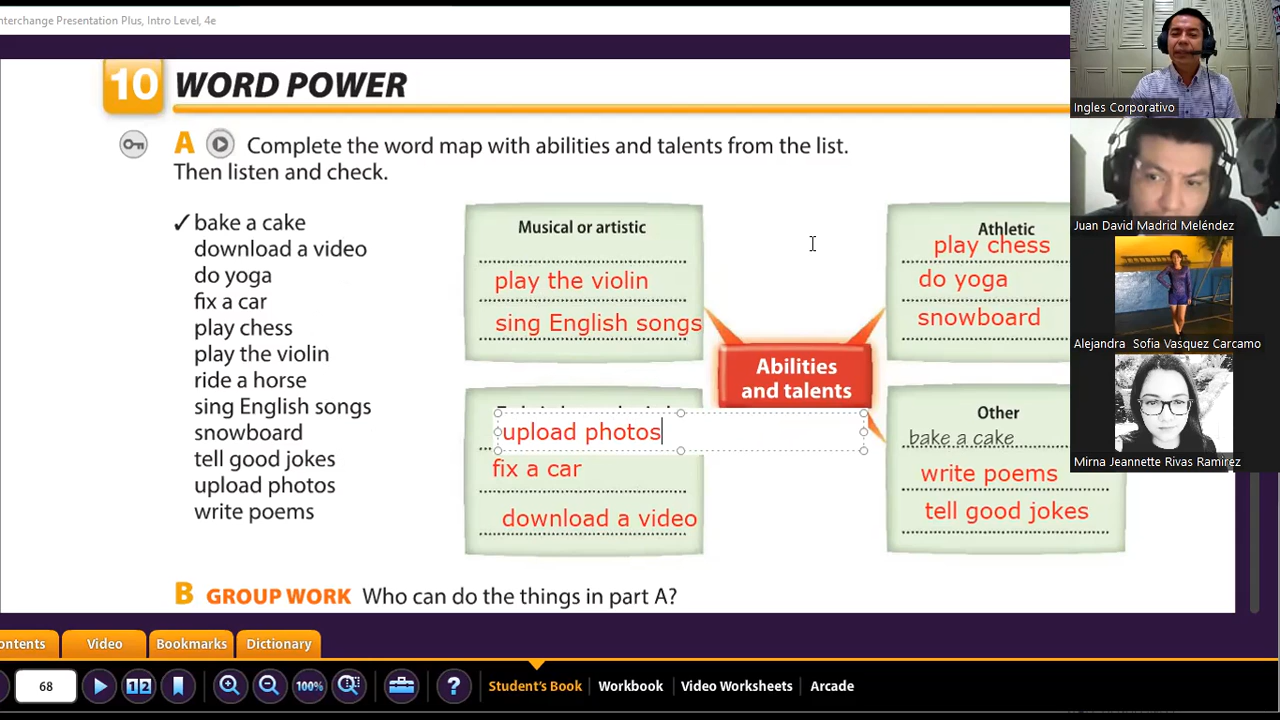 nterchange Presentation Plus, Intro Level, 4e
Ingles Corporativo
Juan David Madrid Meléndez
Alejandra Sofia Vasquez Carcamo
Mirna Jeannette Rivas Ramirez
10 WORD POWER
A Complete the word map with abilities and talents from the list.
Then listen and check.
✓ bake a cake
download a video
do yoga
fix a car
play chess
play the violin
ride a horse
sing English songs
snowboard
tell good jokes
upload photos
write poems
Musical or artistic
play the violin
sing English songs
Athletic
play chess
do yoga
snowboard
Abilities
and talents
upload photos
fix a car
download a video
Other
bake a cake
write poems
tell good jokes
B GROUP WORK Who can do the things in part A?
ontents Video Bookmarks Dictionary
68 1 2 100% ? Student's Book Workbook Video Worksheets Arcade